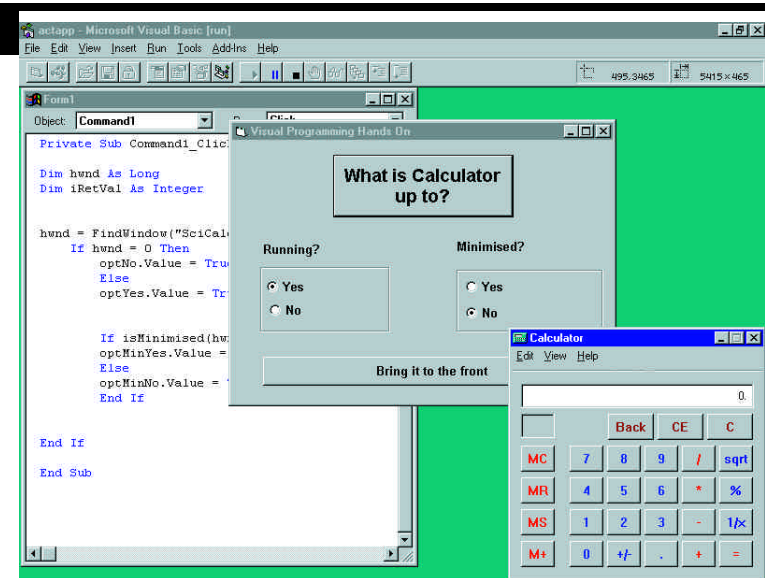 actapp - Microsoft Visual Basic [run]
File Edit View Insert Run Tools Add-Ins Help
495,3465 5415×465
Form1
Object: Command1 Click
Private Sub Command1_Clic
Dim hwnd As Long
Dim iRetVal As Integer
hwnd = FindWindow("SciCal
If hwnd = 0 Then
optNo.Value = Tru
Else
optYes.Value = Tr
If isMinimised(hw
optMinYes.Value =
Else
optMinNo.Value =
End If
End If
End Sub
Visual Programming Hands On
What is Calculator
up to?
Running? Minimised?
Yes Yes
No No
Bring it to the front
Calculator
Edit View Help
0.
Back CE C
MC 7 8 9 / sqrt
MR 4 5 6 * %
MS 1 2 3 - 1/x
M+ 0 +/- . + =